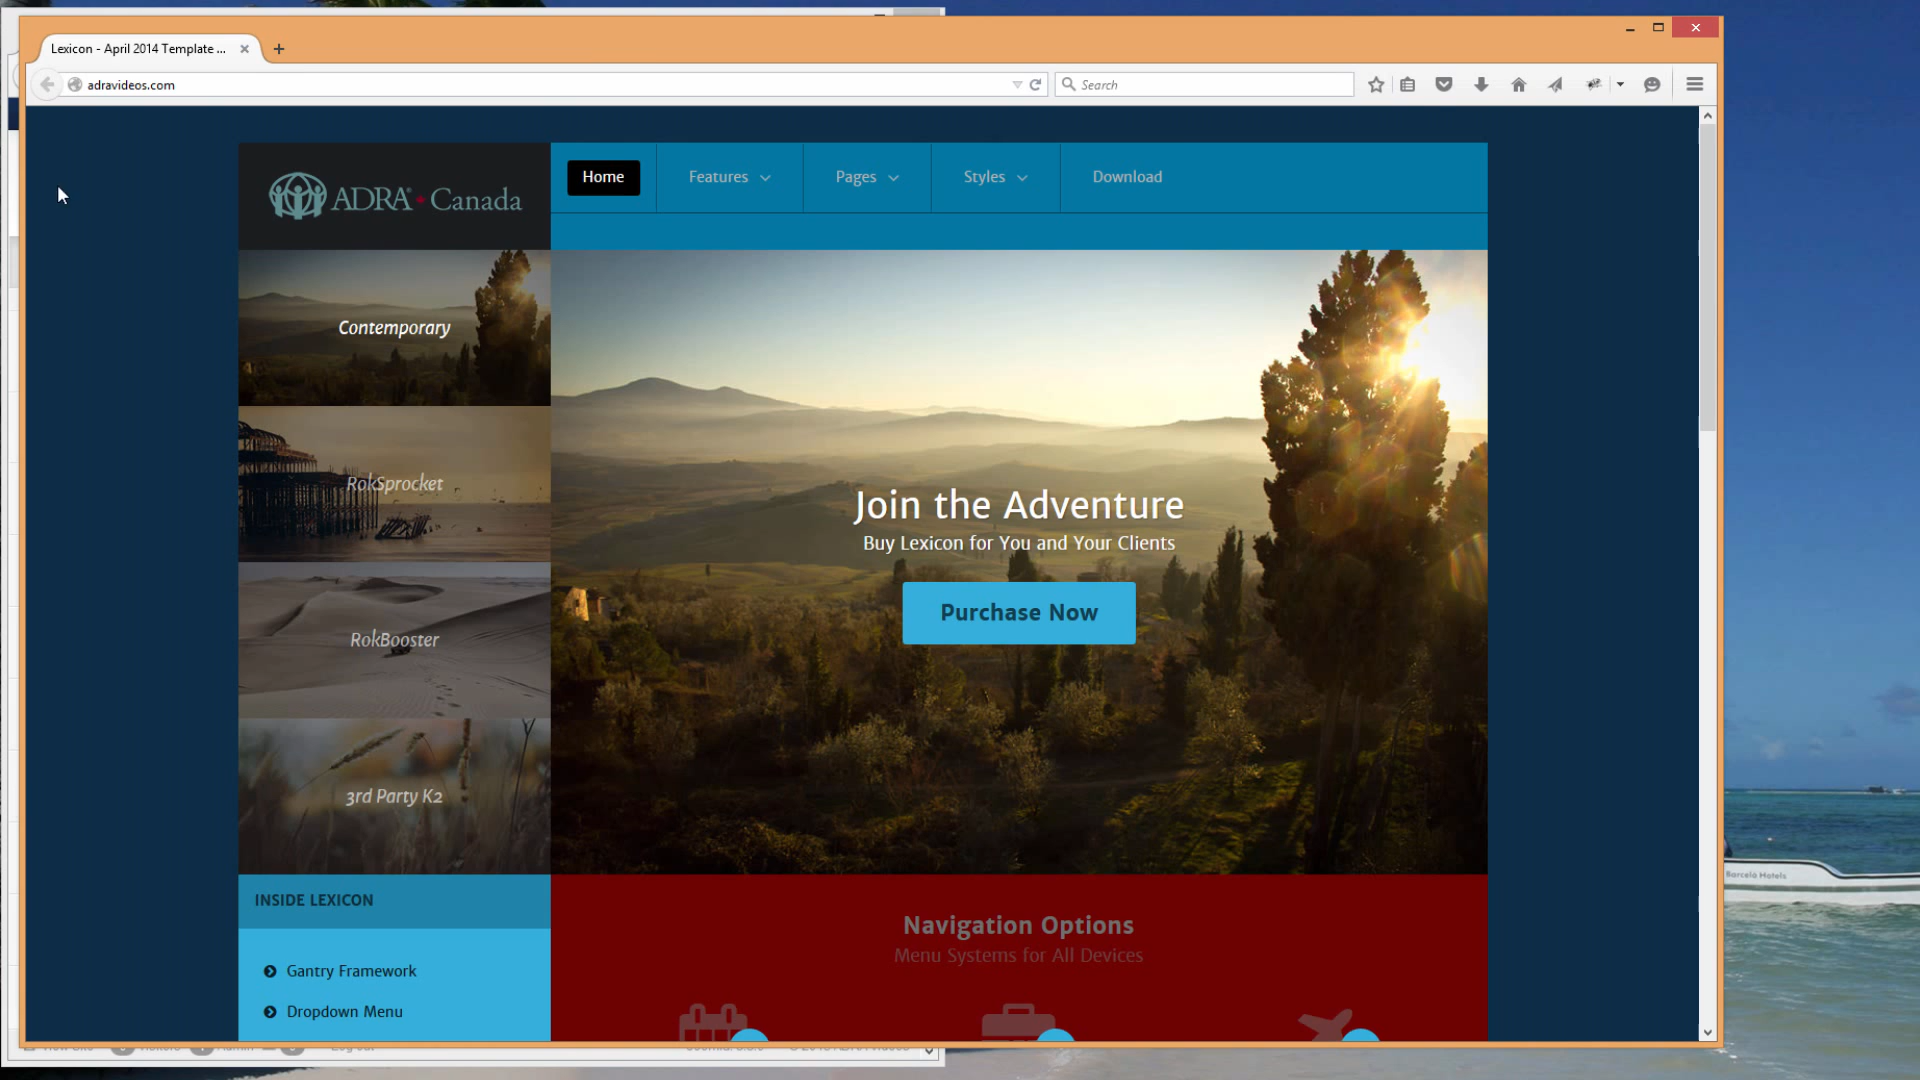 Lexicon - April 2014 Template ...
adravideos.com
Search
ADRA Canada
Home
Features
Pages
Styles
Download
Contemporary
RokSprocket
RokBooster
3rd Party K2
Join the Adventure
Buy Lexicon for You and Your Clients
Purchase Now
INSIDE LEXICON
Gantry Framework
Dropdown Menu
Navigation Options
Menu Systems for All Devices
Barceló Hotels